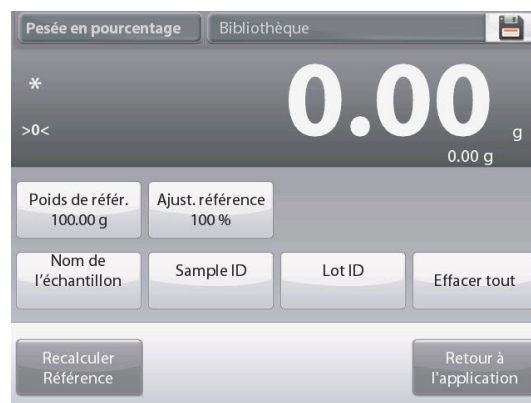 Pesée en pourcentage Bibliothèque
*
0.00 g
>0<
0.00 g
Poids de référ. Ajust. référence
100.00 g 100 %
Nom de
l'échantillon Sample ID Lot ID Effacer tout
Recalculer
Référence
Retour à
l'application